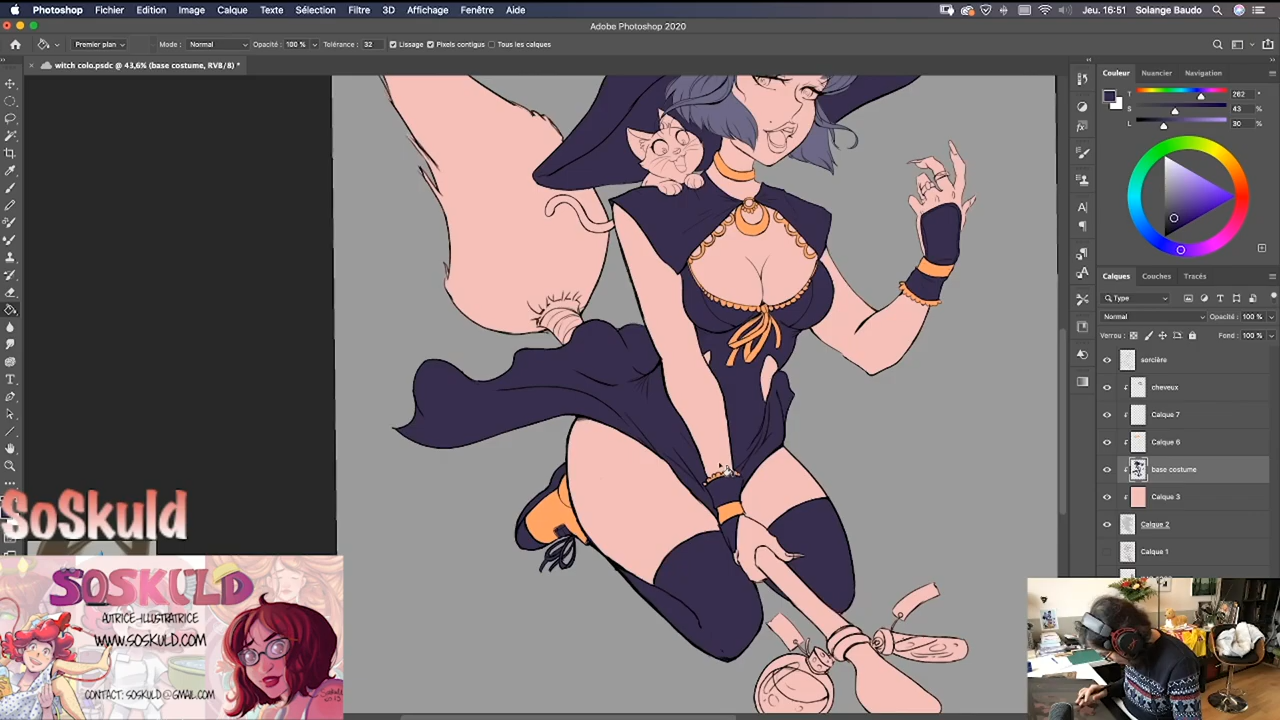 Photoshop Fichier Edition Image Calque Texte Sélection Filtre 3D Affichage Fenêtre Aide Jeu. 16:51 Solange Baudo
Adobe Photoshop 2020
Premier plan Mode : Normal Opacité : 100 % Tolérance : 32 Lissage Pixels contigus Tous les calques
witch colo.psdc @ 43,6% (base costume, RVB/8) *
Couleur Nuancier Navigation
T 262 °
S 43 %
L 30 %
Calques Couches Tracés
Type
Normal Opacité : 100 %
Verrou : Fond : 100 %
sorcière
cheveux
Calque 7
Calque 6
base costume
Calque 3
Calque 2
Calque 1
SoSkuld
SOSKULD
AUTRICE-ILLUSTRATRICE
WWW.SOSKULD.COM
CONTACT: SOSKULD@GMAIL.COM